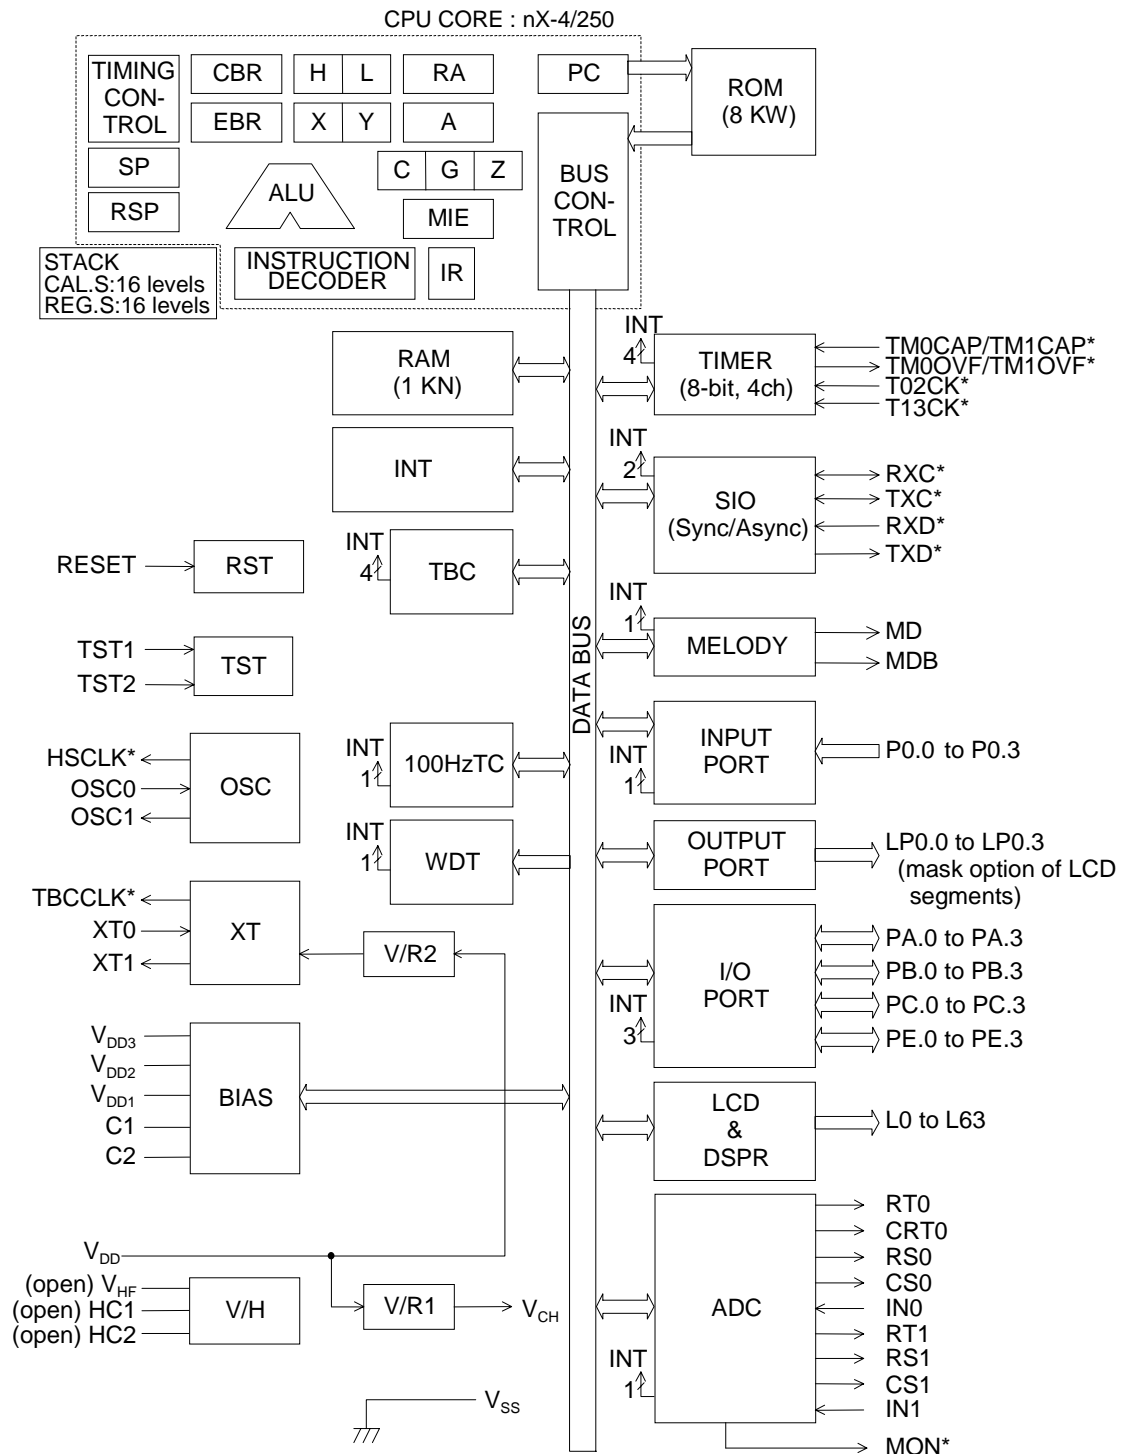 CPU CORE : nX-4/250
TIMING
CON-
TROL
CBR
H
L
RA
PC
ROM
(8 KW)
EBR
X
Y
A
SP
ALU
C
G
Z
BUS
CON-
TROL
RSP
MIE
STACK
CAL.S:16 levels
REG.S:16 levels
INSTRUCTION
DECODER
IR
RAM
(1 KN)
INT
4
TIMER
(8-bit, 4ch)
TM0CAP/TM1CAP*
TM0OVF/TM1OVF*
T02CK*
T13CK*
INT
INT
2
SIO
(Sync/Async)
RXC*
TXC*
RXD*
TXD*
RESET
RST
INT
4
TBC
DATA BUS
INT
1
MELODY
MD
MDB
TST1
TST2
TST
INT
1
100HzTC
INT
1
INPUT
PORT
P0.0 to P0.3
HSCLK*
OSC0
OSC1
OSC
INT
1
WDT
OUTPUT
PORT
LP0.0 to LP0.3
(mask option of LCD
segments)
TBCCLK*
XT0
XT1
XT
V/R2
INT
3
I/O
PORT
PA.0 to PA.3
PB.0 to PB.3
PC.0 to PC.3
PE.0 to PE.3
VDD3
VDD2
VDD1
C1
C2
BIAS
LCD
&
DSPR
L0 to L63
VDD
(open) VHF
(open) HC1
(open) HC2
V/H
V/R1
VCH
VSS
INT
1
ADC
RT0
CRT0
RS0
CS0
IN0
RT1
RS1
CS1
IN1
MON*